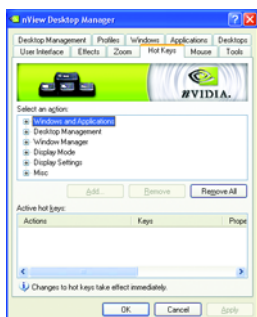 nView Desktop Manager
Desktop Management Profiles Windows Applications Desktops
User Interface Effects Zoom Hot Keys Mouse Tools
NVIDIA.
Select an action:
Windows and Applications
Desktop Management
Window Manager
Display Mode
Display Settings
Misc
Add... Remove Remove All
Active hot keys:
Actions Keys Prope
Changes to hot keys take effect immediately.
OK Cancel Apply